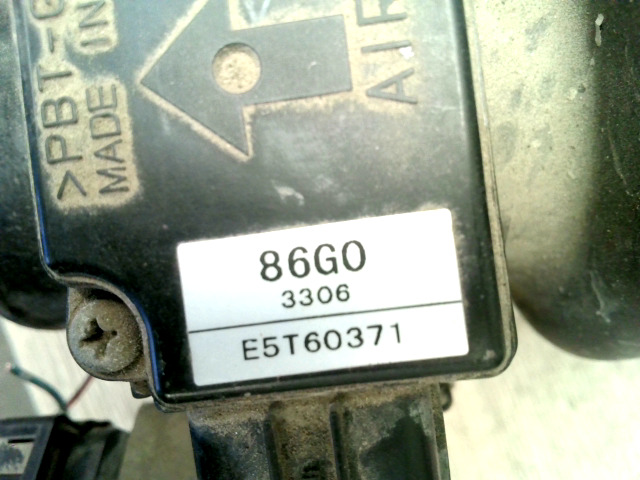 >PBT-G
MADE IN
AIR
86G0
3306
E5T60371